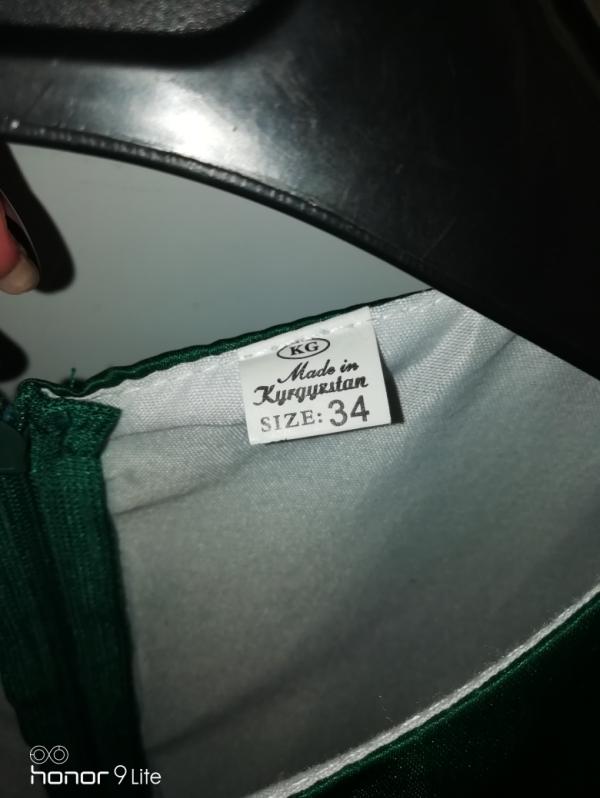 KG
Made in
Kyrgyzstan
SIZE: 34
honor 9 Lite